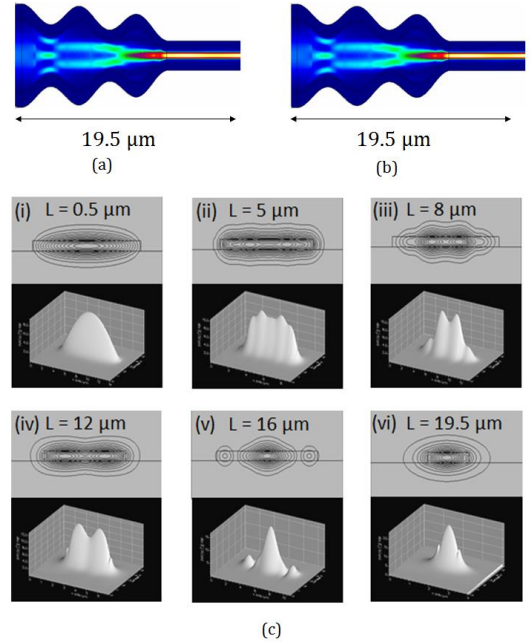 19.5 µm
19.5 µm
(a)
(b)
(i) L = 0.5 µm
(ii) L = 5 µm
(iii) L = 8 µm
(iv) L = 12 µm
(v) L = 16 µm
(vi) L = 19.5 µm
(c)